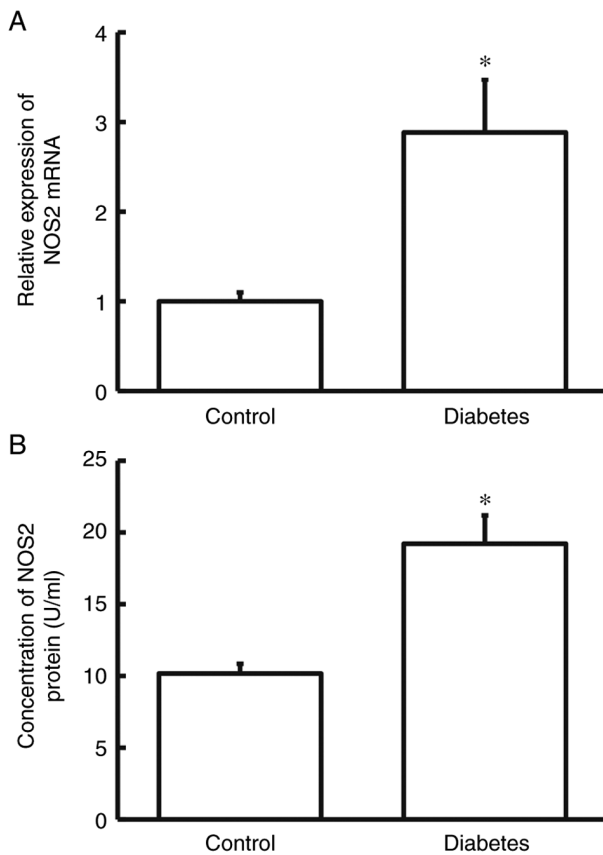 A
Relative expression of
NOS2 mRNA
4
3
2
1
0
*
Control
Diabetes
B
Concentration of NOS2
protein (U/ml)
25
20
15
10
5
0
*
Control
Diabetes